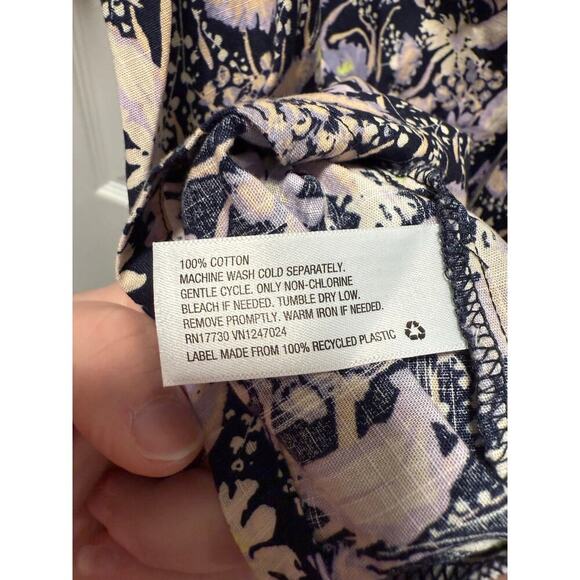 100% COTTON
MACHINE WASH COLD SEPARATELY.
GENTLE CYCLE. ONLY NON-CHLORINE
BLEACH IF NEEDED. TUMBLE DRY LOW.
REMOVE PROMPTLY. WARM IRON IF NEEDED.
RN17730 VN1247024
LABEL MADE FROM 100% RECYCLED PLASTIC